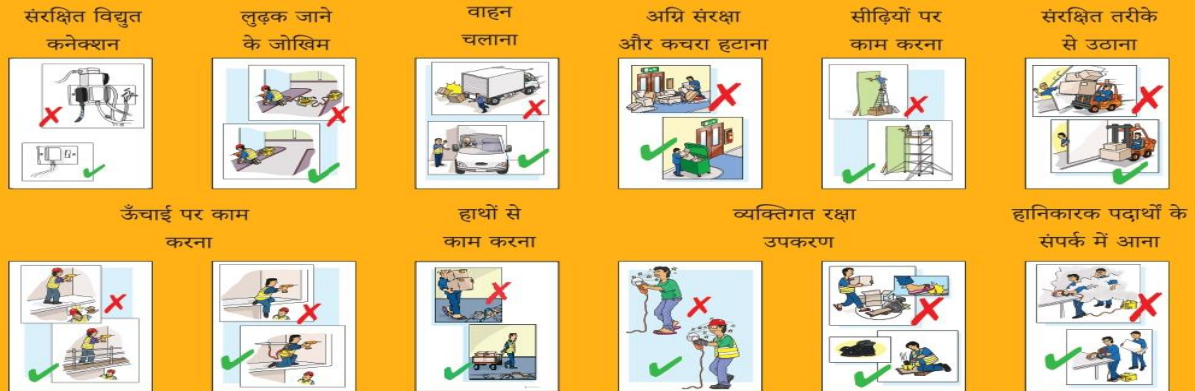 संरक्षित विद्युत
कनेक्शन
लुढ़क जाने
के जोखिम
वाहन
चलाना
अग्नि संरक्षा
और कचरा हटाना
सीढ़ियों पर
काम करना
संरक्षित तरीके
से उठाना
ऊँचाई पर काम
करना
हाथों से
काम करना
व्यक्तिगत रक्षा
उपकरण
हानिकारक पदार्थों के
संपर्क में आना